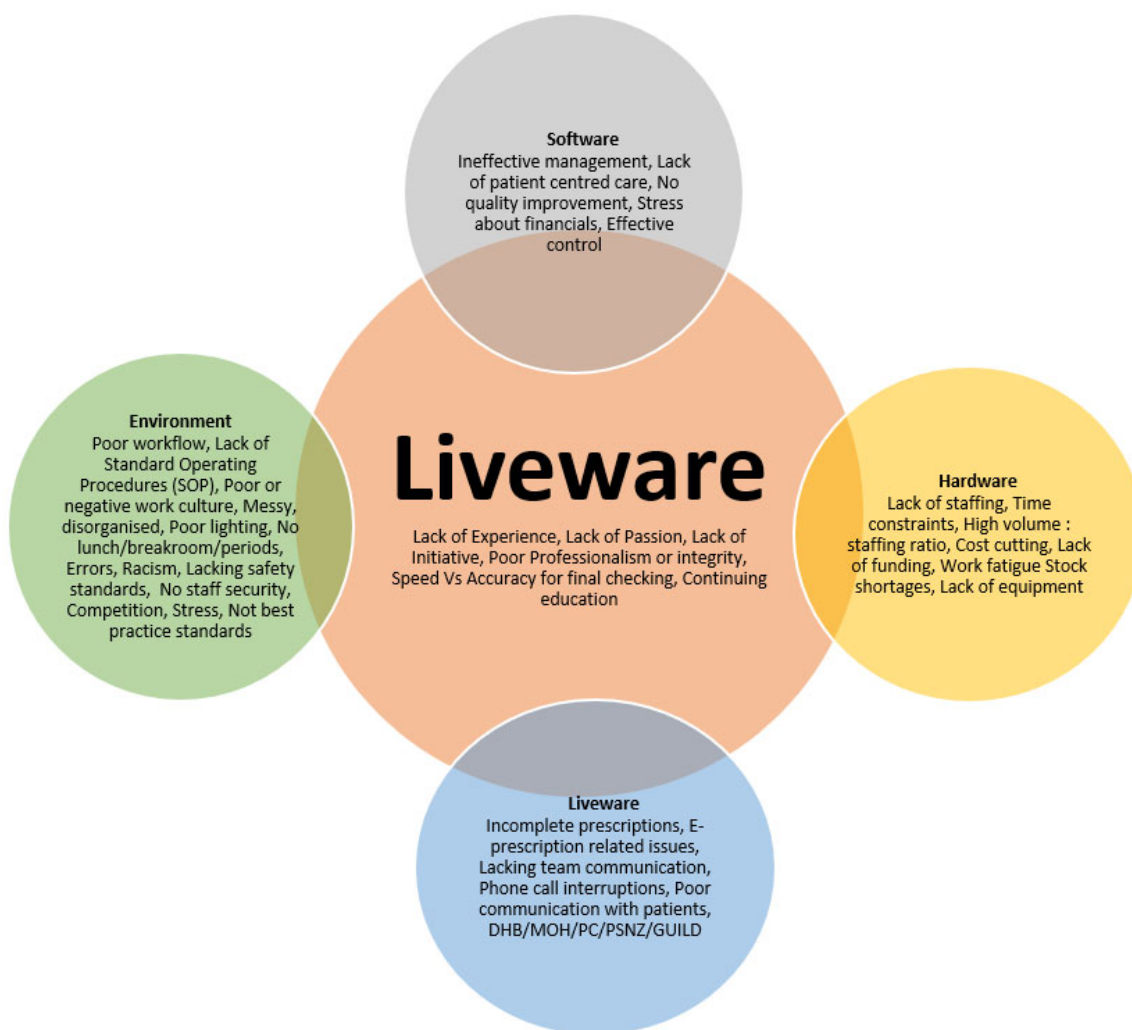 Software
Ineffective management, Lack
of patient centred care, No
quality improvement, Stress
about financials, Effective
control
Environment
Poor workflow, Lack of
Standard Operating
Procedures (SOP), Poor or
negative work culture, Messy,
disorganised, Poor lighting, No
lunch/breakroom/periods,
Errors, Racism, Lacking safety
standards,  No staff security,
Competition, Stress, Not best
practice standards
Liveware
Lack of Experience, Lack of Passion, Lack of
Initiative, Poor Professionalism or integrity,
Speed Vs Accuracy for final checking, Continuing
education
Hardware
Lack of staffing, Time
constraints, High volume :
staffing ratio, Cost cutting, Lack
of funding, Work fatigue Stock
shortages, Lack of equipment
Liveware
Incomplete prescriptions, E-
prescription related issues,
Lacking team communication,
Phone call interruptions, Poor
communication with patients,
DHB/MOH/PC/PSNZ/GUILD